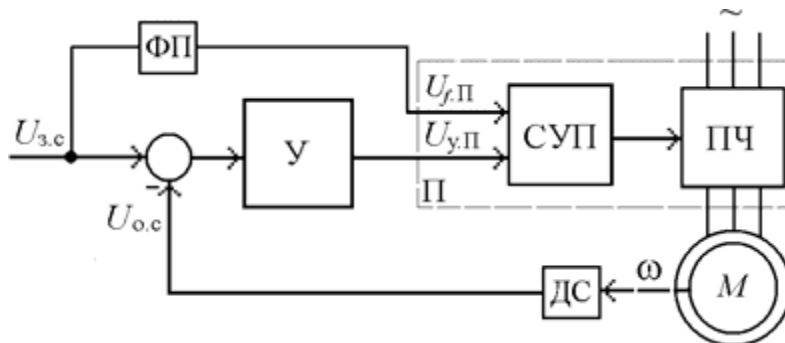 ФП
~
U_f.П
U_з.с
У
U_у.П
СУП
ПЧ
П
U_о.с
ДС
ω
М